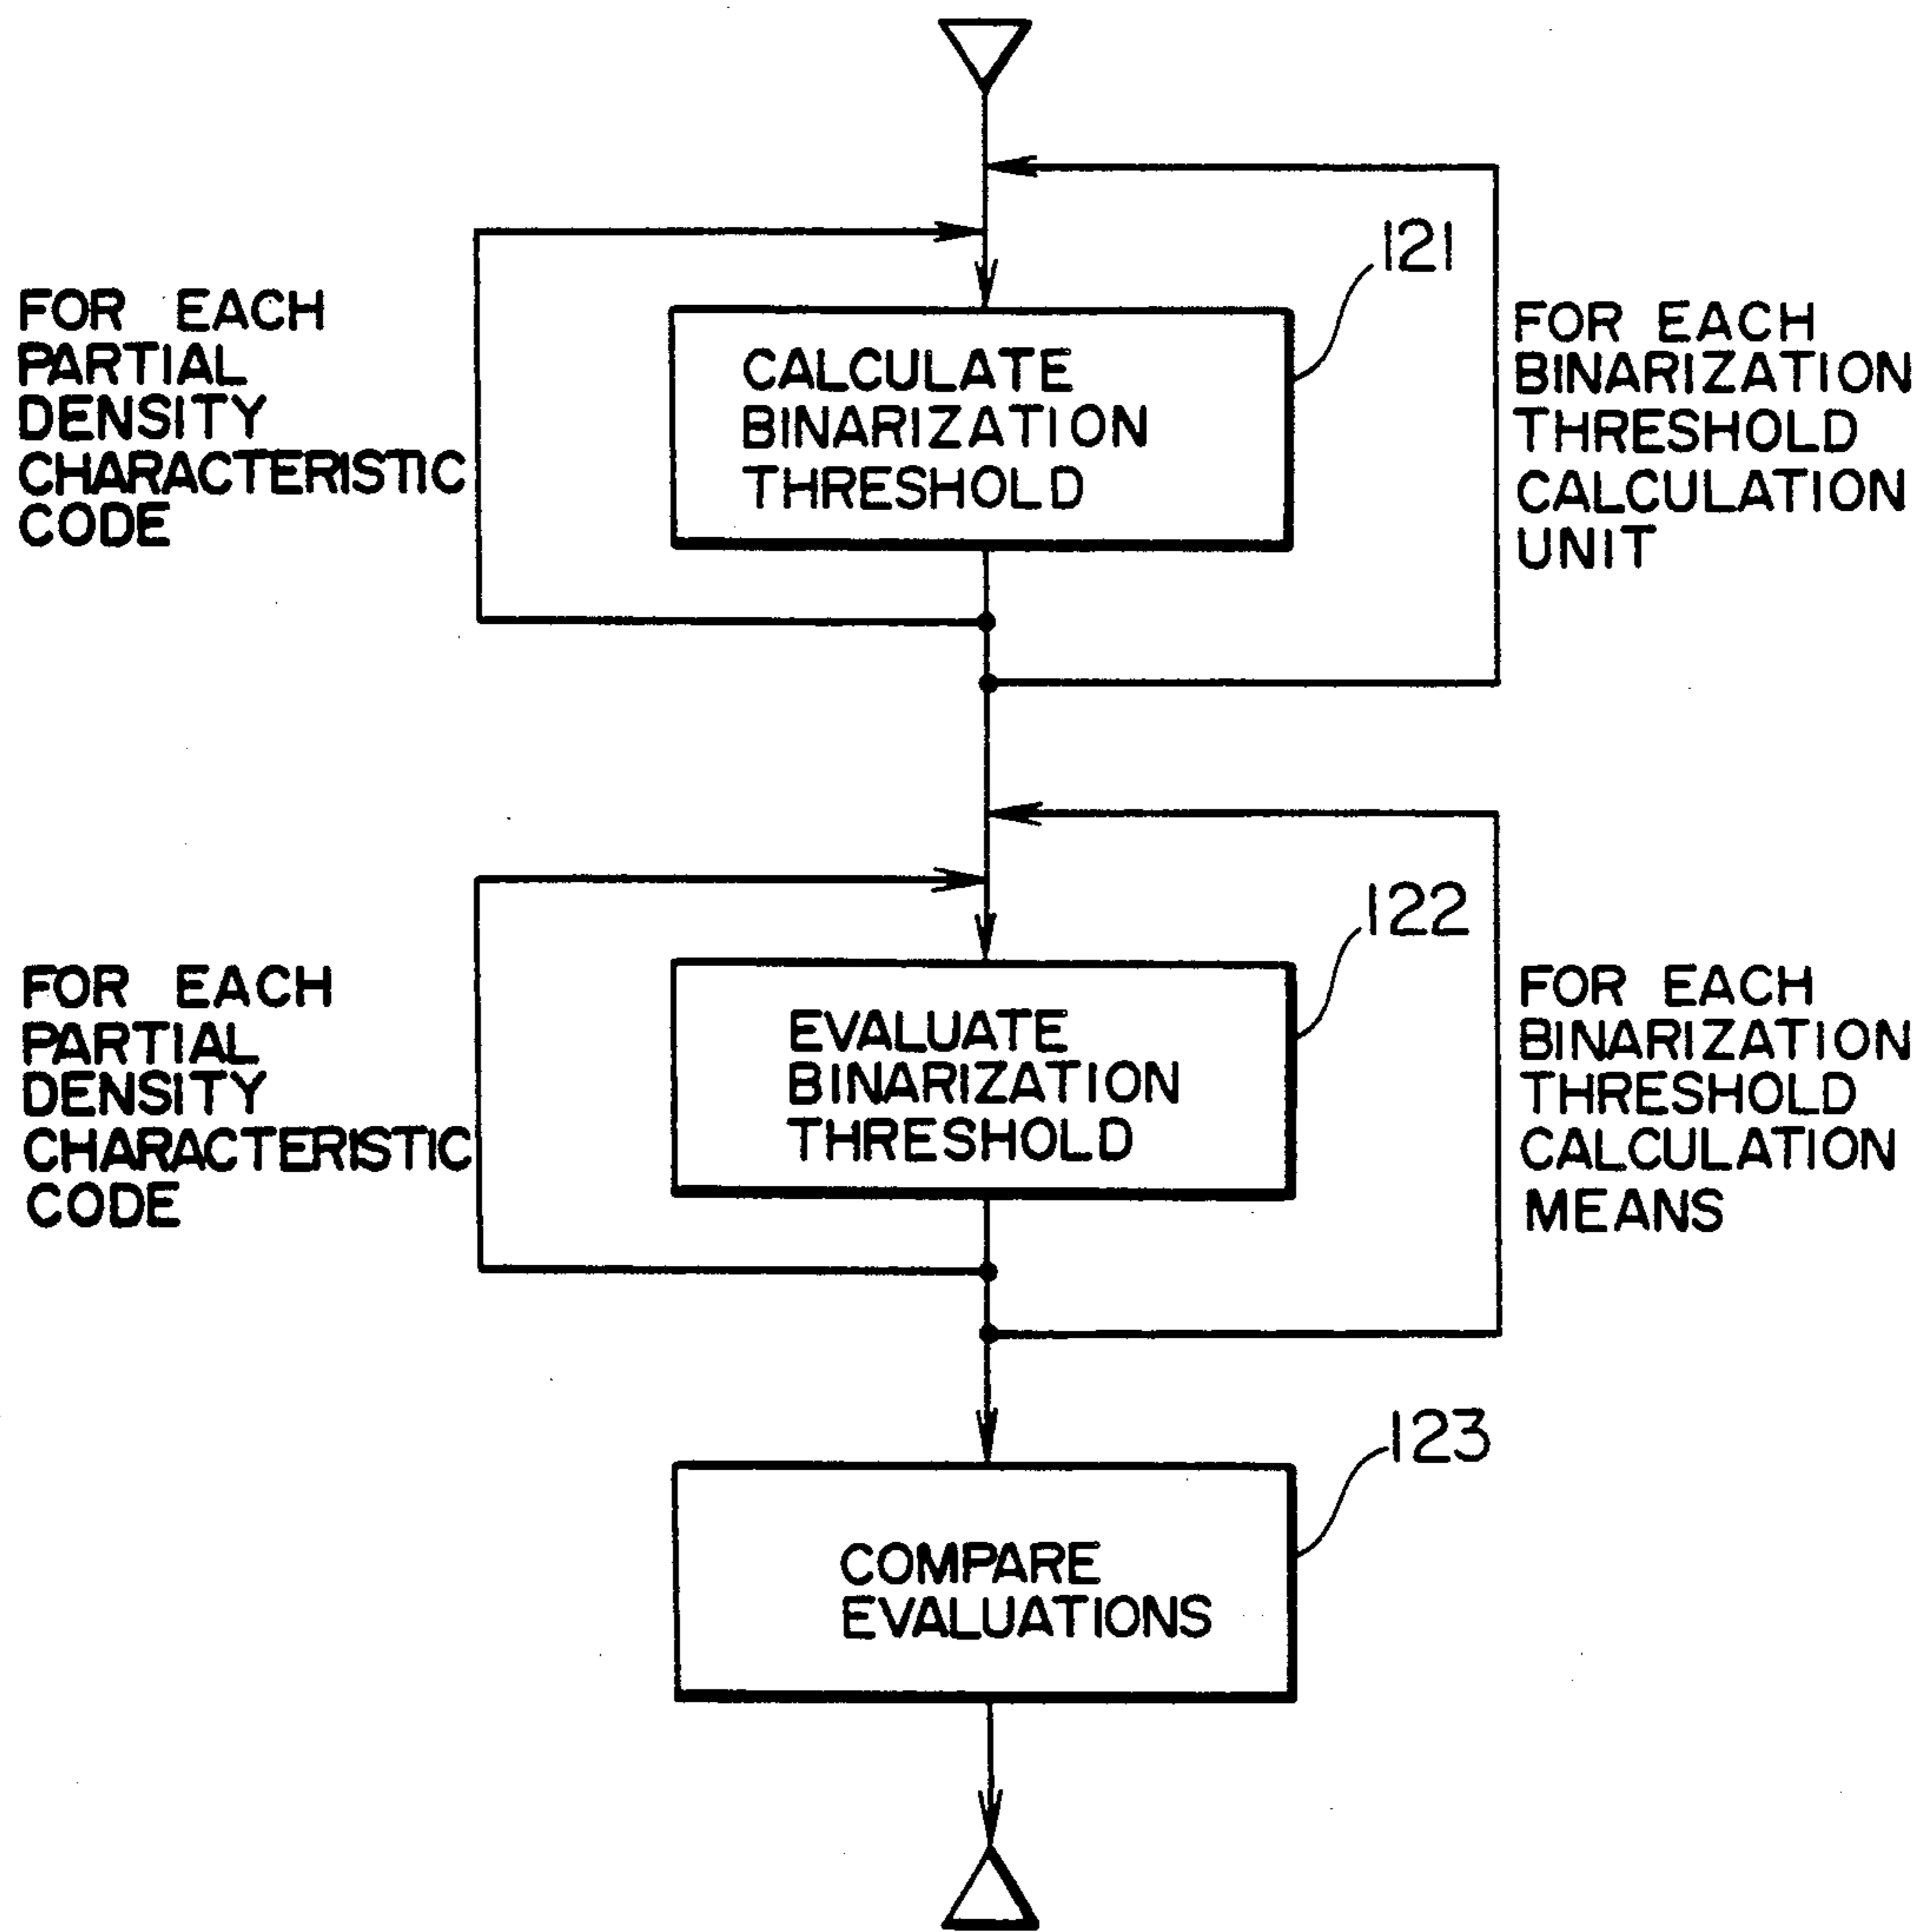 121
FOR EACH
PARTIAL
DENSITY
CHARACTERISTIC
CODE
CALCULATE
BINARIZATION
THRESHOLD
FOR EACH
BINARIZATION
THRESHOLD
CALCULATION
UNIT
122
FOR EACH
PARTIAL
DENSITY
CHARACTERISTIC
CODE
EVALUATE
BINARIZATION
THRESHOLD
FOR EACH
BINARIZATION
THRESHOLD
CALCULATION
MEANS
123
COMPARE
EVALUATIONS